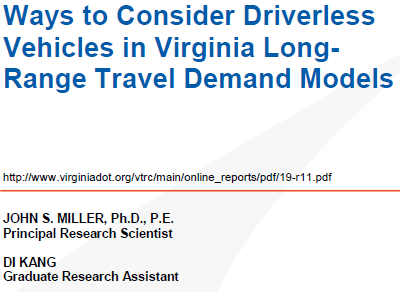 Ways to Consider Driverless
Vehicles in Virginia Long-
Range Travel Demand Models
http://www.virginiadot.org/vtrc/main/online_reports/pdf/19-r11.pdf
JOHN S. MILLER, Ph.D., P.E.
Principal Research Scientist
DI KANG
Graduate Research Assistant